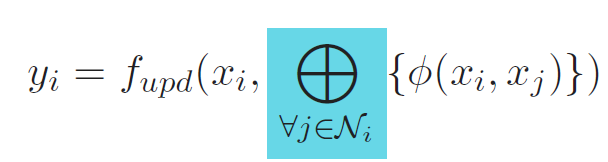 y_i = f_{upd}(x_i, ⨁_{∀j∈𝒩_i} {ϕ(x_i, x_j)})